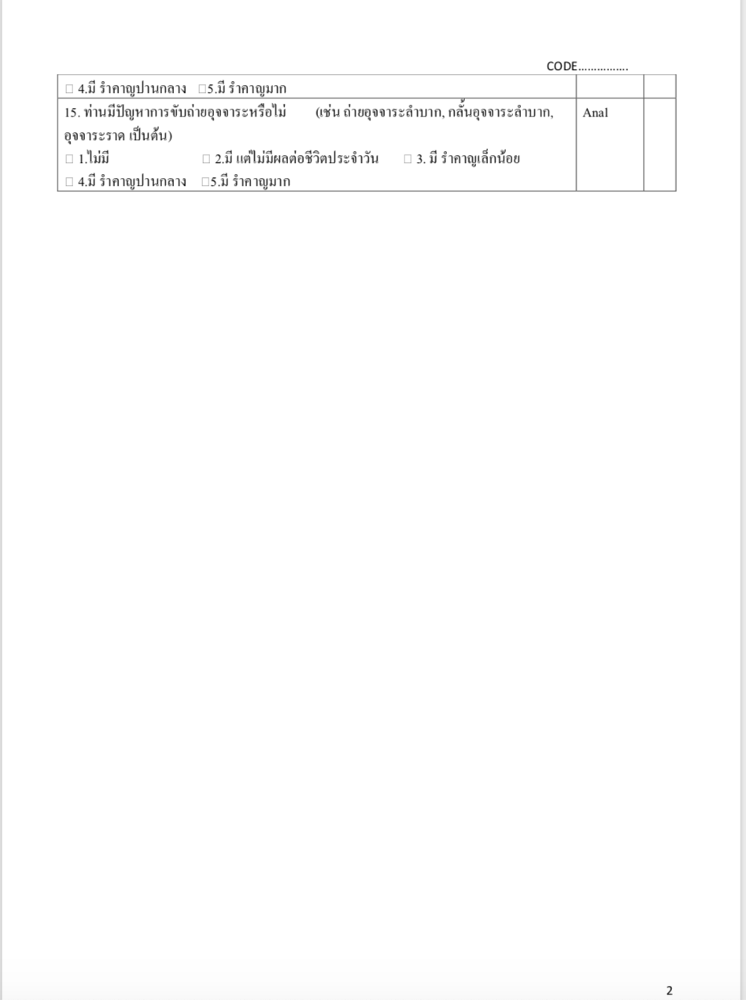 CODE...............
□ 4.มี รำคาญปานกลาง □5.มี รำคาญมาก
15. ท่านมีปัญหาการขับถ่ายอุจจาระหรือไม่ (เช่น ถ่ายอุจจาระลำบาก, กลั้นอุจจาระลำบาก, Anal
อุจจาระราด เป็นต้น)
□ 1.ไม่มี □ 2.มี แต่ไม่มีผลต่อชีวิตประจำวัน □ 3. มี รำคาญเล็กน้อย
□ 4.มี รำคาญปานกลาง □5.มี รำคาญมาก
2